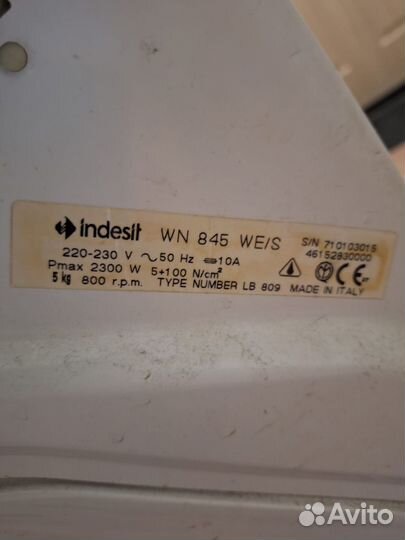 indesit WN 845 WE/S S/N 710103015
46152830000
220-230 V ~ 50 Hz 10A
Pmax 2300 W 5+100 N/cm²
5 kg 800 r.p.m. TYPE NUMBER LB 809 MADE IN ITALY
CE
Avito